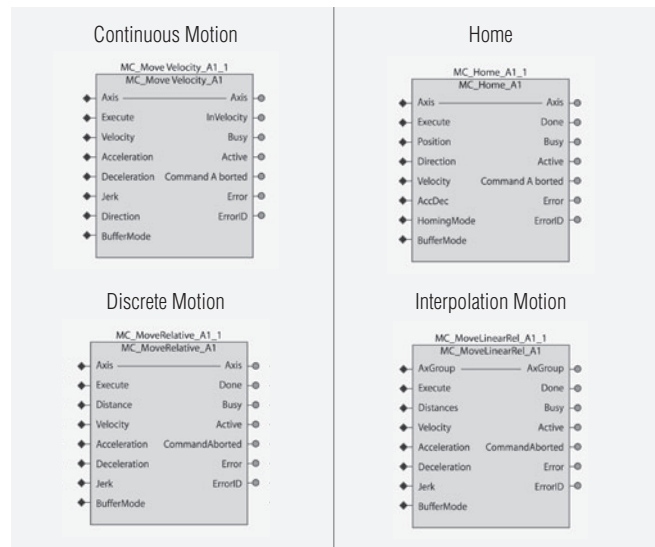 Continuous Motion
MC_Move Velocity_A1_1
MC_Move Velocity_A1
Axis Axis
Execute InVelocity
Velocity Busy
Acceleration Active
Deceleration Command A borted
Jerk Error
Direction ErrorID
BufferMode
Home
MC_Home_A1_1
MC_Home_A1
Axis Axis
Execute Done
Position Busy
Direction Active
Velocity Command A borted
AccDec Error
HomingMode ErrorID
BufferMode
Discrete Motion
MC_MoveRelative_A1_1
MC_MoveRelative_A1
Axis Axis
Execute Done
Distance Busy
Velocity Active
Acceleration CommandAborted
Deceleration Error
Jerk ErrorID
BufferMode
Interpolation Motion
MC_MoveLinearRel_A1_1
MC_MoveLinearRel_A1
AxGroup AxGroup
Execute Done
Distances Busy
Velocity Active
Acceleration CommandAborted
Deceleration Error
Jerk ErrorID
BufferMode